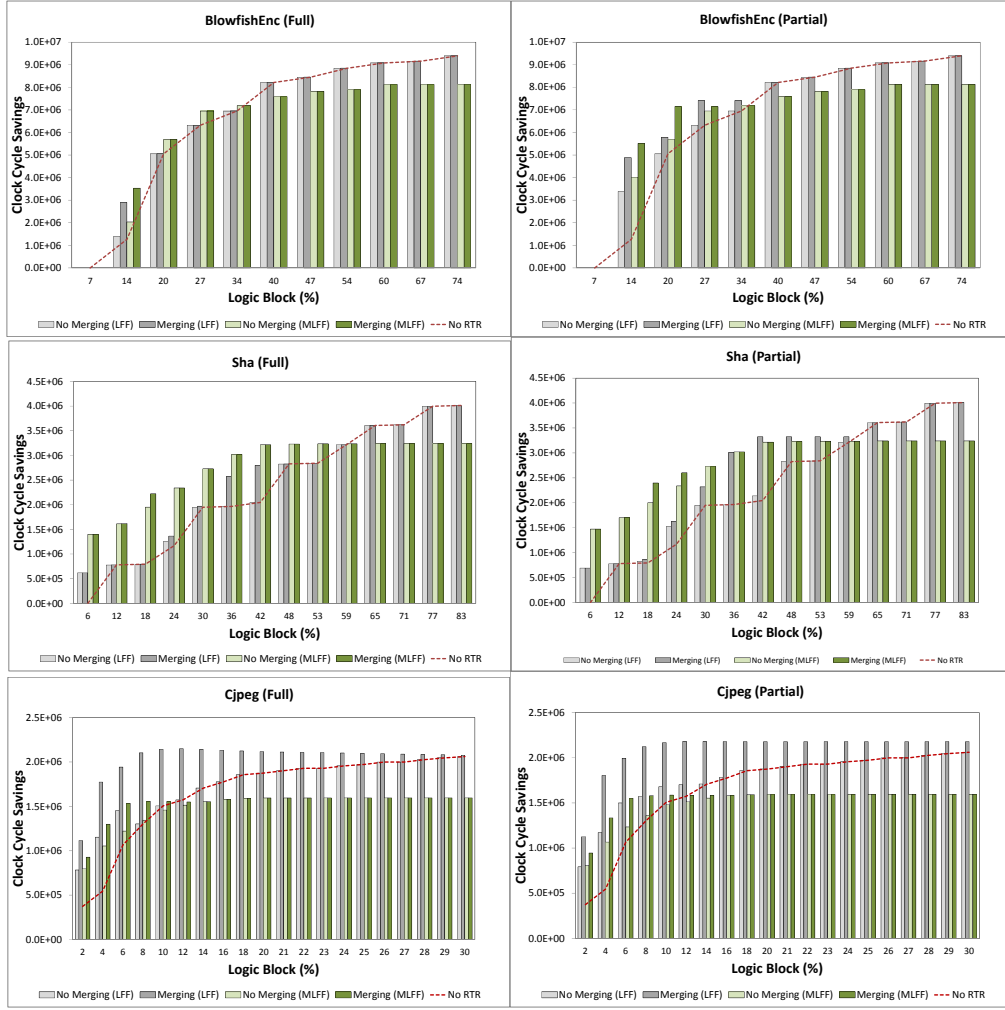 BlowfishEnc (Full)
Clock Cycle Savings
1.0E+07
9.0E+06
8.0E+06
7.0E+06
6.0E+06
5.0E+06
4.0E+06
3.0E+06
2.0E+06
1.0E+06
0.0E+00
7 14 20 27 34 40 47 54 60 67 74
Logic Block (%)
No Merging (LFF) Merging (LFF) No Merging (MLFF) Merging (MLFF) No RTR
BlowfishEnc (Partial)
Clock Cycle Savings
1.0E+07
9.0E+06
8.0E+06
7.0E+06
6.0E+06
5.0E+06
4.0E+06
3.0E+06
2.0E+06
1.0E+06
0.0E+00
7 14 20 27 34 40 47 54 60 67 74
Logic Block (%)
No Merging (LFF) Merging (LFF) No Merging (MLFF) Merging (MLFF) No RTR
Sha (Full)
Clock Cycle Savings
4.5E+06
4.0E+06
3.5E+06
3.0E+06
2.5E+06
2.0E+06
1.5E+06
1.0E+06
5.0E+05
0.0E+00
6 12 18 24 30 36 42 48 53 59 65 71 77 83
Logic Block (%)
No Merging (LFF) Merging (LFF) No Merging (MLFF) Merging (MLFF) No RTR
Sha (Partial)
Clock Cycle Savings
4.5E+06
4.0E+06
3.5E+06
3.0E+06
2.5E+06
2.0E+06
1.5E+06
1.0E+06
5.0E+05
0.0E+00
6 12 18 24 30 36 42 48 53 59 65 71 77 83
Logic Block (%)
No Merging (LFF) Merging (LFF) No Merging (MLFF) Merging (MLFF) No RTR
Cjpeg (Full)
Clock Cycle Savings
2.5E+06
2.0E+06
1.5E+06
1.0E+06
5.0E+05
0.0E+00
2 4 6 8 10 12 14 16 18 20 21 22 23 24 25 26 27 28 29 30
Logic Block (%)
No Merging (LFF) Merging (LFF) No Merging (MLFF) Merging (MLFF) No RTR
Cjpeg (Partial)
Clock Cycle Savings
2.5E+06
2.0E+06
1.5E+06
1.0E+06
5.0E+05
0.0E+00
2 4 6 8 10 12 14 16 18 20 21 22 23 24 25 26 27 28 29 30
Logic Block (%)
No Merging (LFF) Merging (LFF) No Merging (MLFF) Merging (MLFF) No RTR